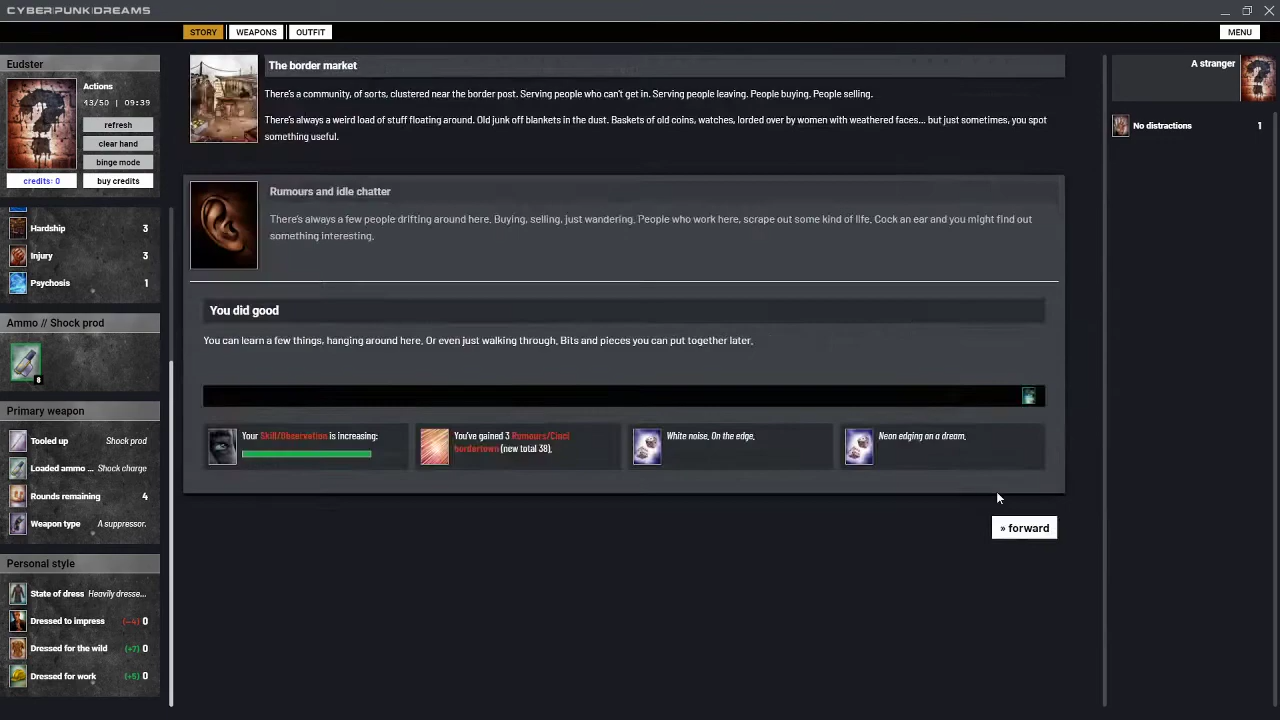 CYBER|PUNK|DREAMS
STORY
WEAPONS
OUTFIT
MENU
Eudster
Actions
43/50 | 09:39
refresh
clear hand
binge mode
credits: 0
buy credits
Hardship 3
Injury 3
Psychosis 1
Ammo // Shock prod
8
Primary weapon
Tooled up Shock prod
Loaded ammo ... Shock charge
Rounds remaining 4
Weapon type A suppressor.
Personal style
State of dress Heavily dresse...
Dressed to impress (-4) 0
Dressed for the wild (+7) 0
Dressed for work (+5) 0
The border market
There's a community, of sorts, clustered near the border post. Serving people who can't get in. Serving people leaving. People buying. People selling.
There's always a weird load of stuff floating around. Old junk off blankets in the dust. Baskets of old coins, watches, lorded over by women with weathered faces... but just sometimes, you spot
something useful.
Rumours and idle chatter
There's always a few people drifting around here. Buying, selling, just wandering. People who work here, scrape out some kind of life. Cock an ear and you might find out
something interesting.
You did good
You can learn a few things, hanging around here. Or even just walking through. Bits and pieces you can put together later.
Your Skill/Observation is increasing:
You've gained 3 Rumours/Cinci
bordertown (new total 38).
White noise. On the edge.
Neon edging on a dream.
» forward
A stranger
No distractions 1